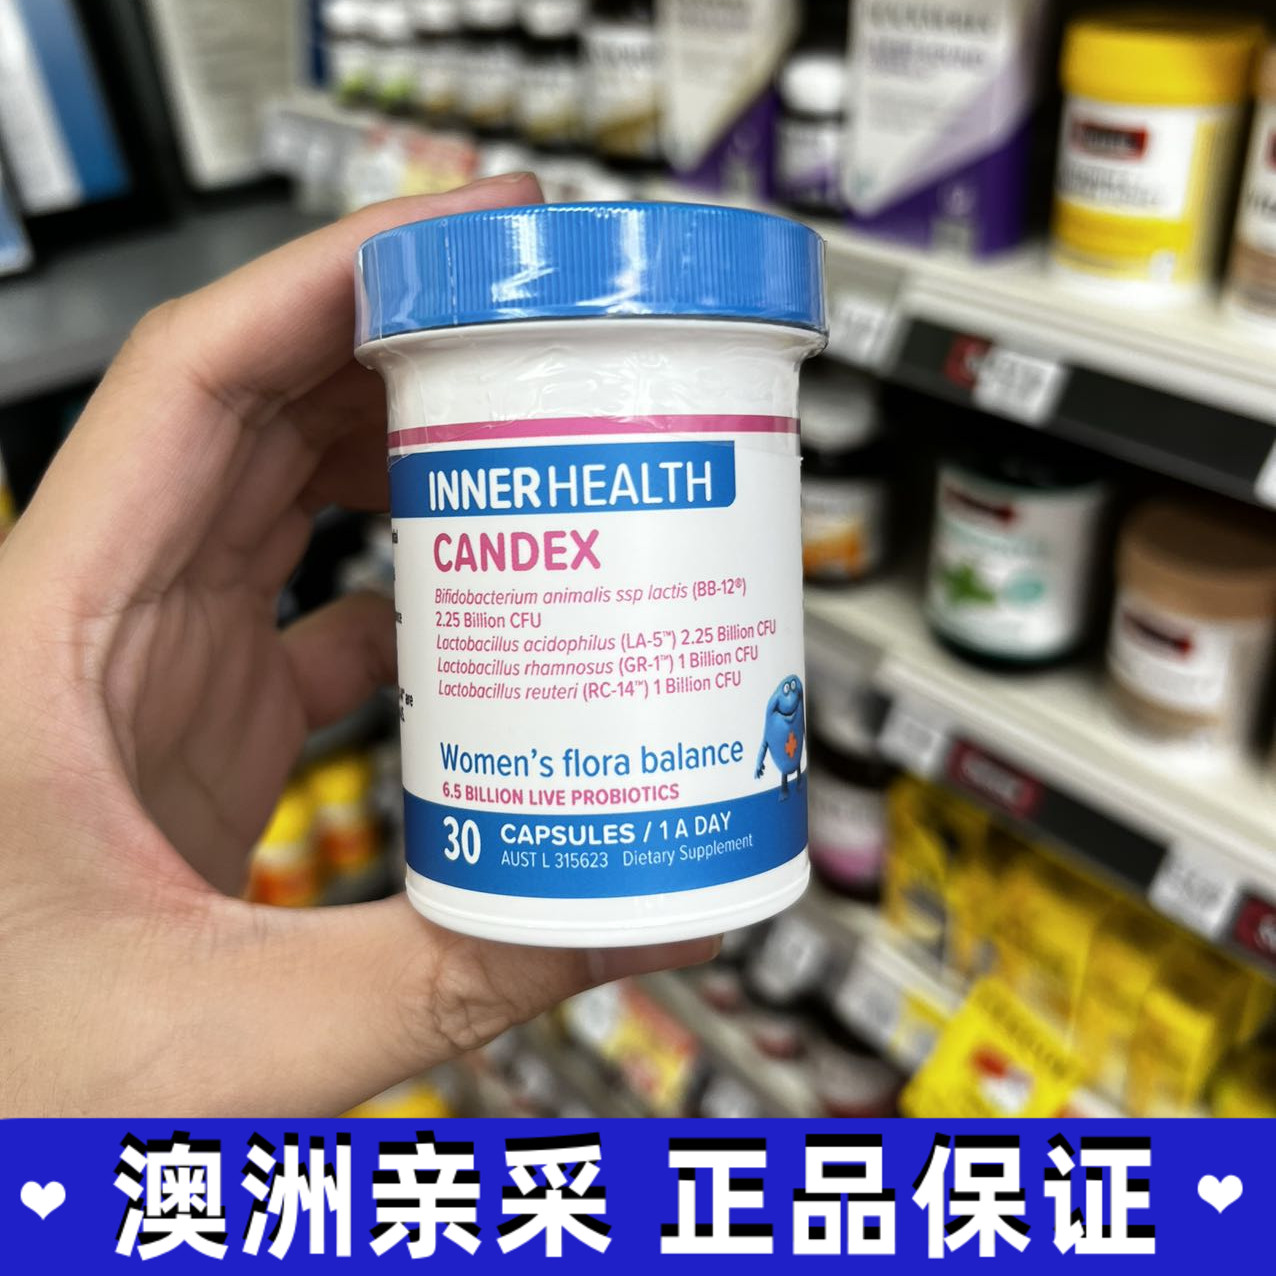 INNERHEALTH
CANDEX
Bifidobacterium animalis ssp lactis (BB-12®)
2.25 Billion CFU
Lactobacillus acidophilus (LA-5™) 2.25 Billion CFU
Lactobacillus rhamnosus (GR-1™) 1 Billion CFU
Lactobacillus reuteri (RC-14™) 1 Billion CFU
Women's flora balance
6.5 BILLION LIVE PROBIOTICS
30 CAPSULES / 1 A DAY
AUST L 315623 Dietary Supplement
澳洲亲采 正品保证